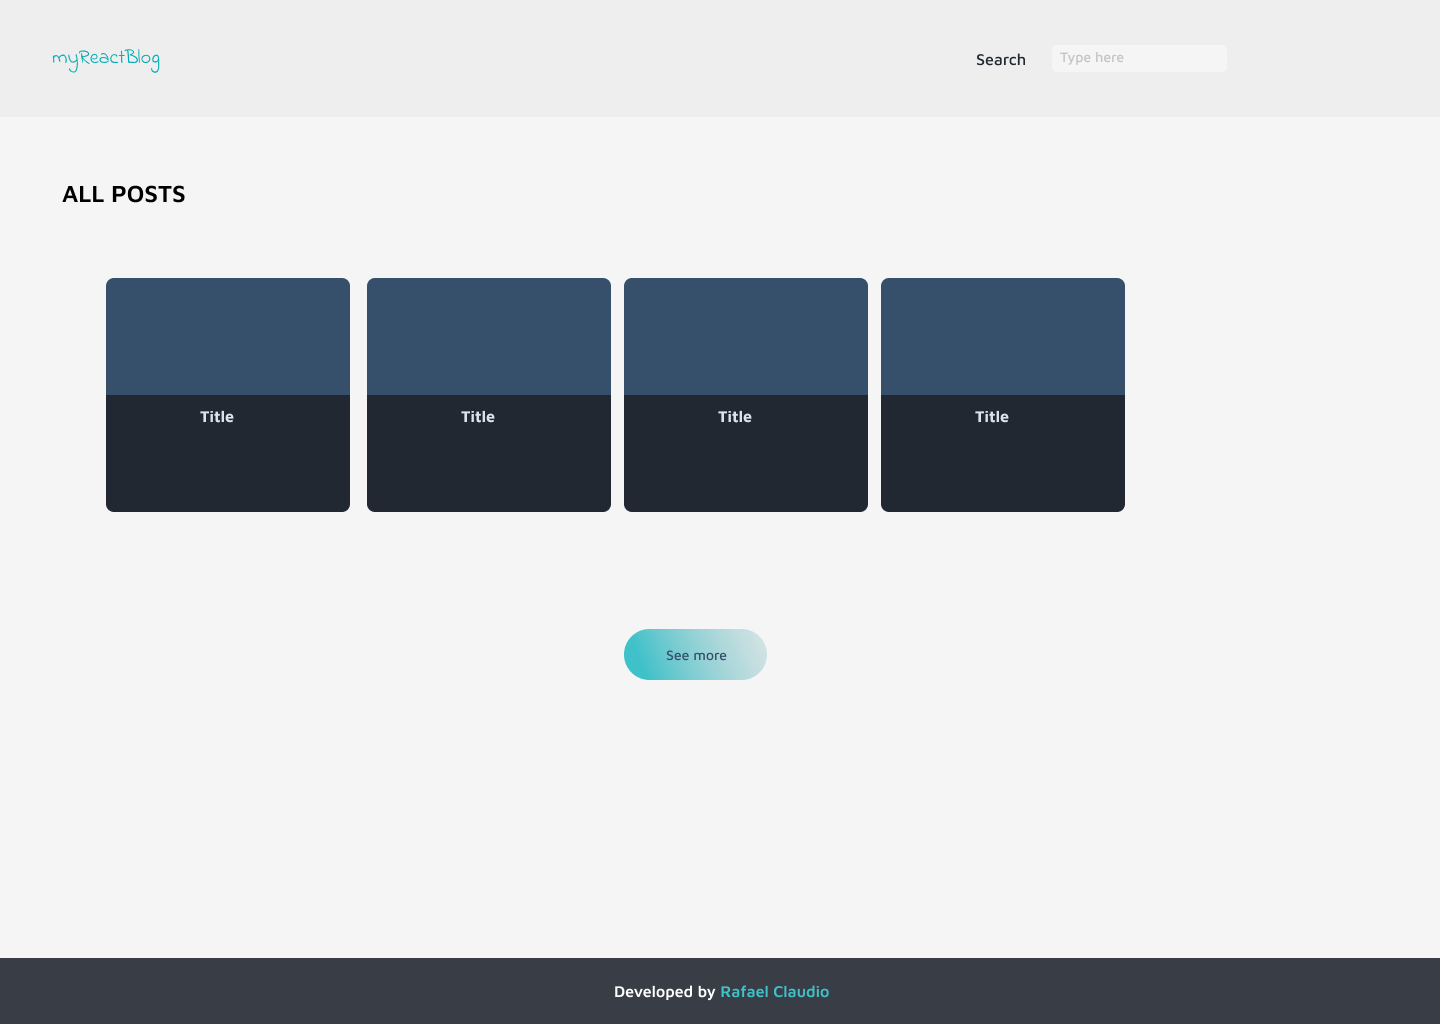 myReactBlog
Search
Type here
ALL POSTS
Title
Title
Title
Title
See more
Developed by Rafael Claudio